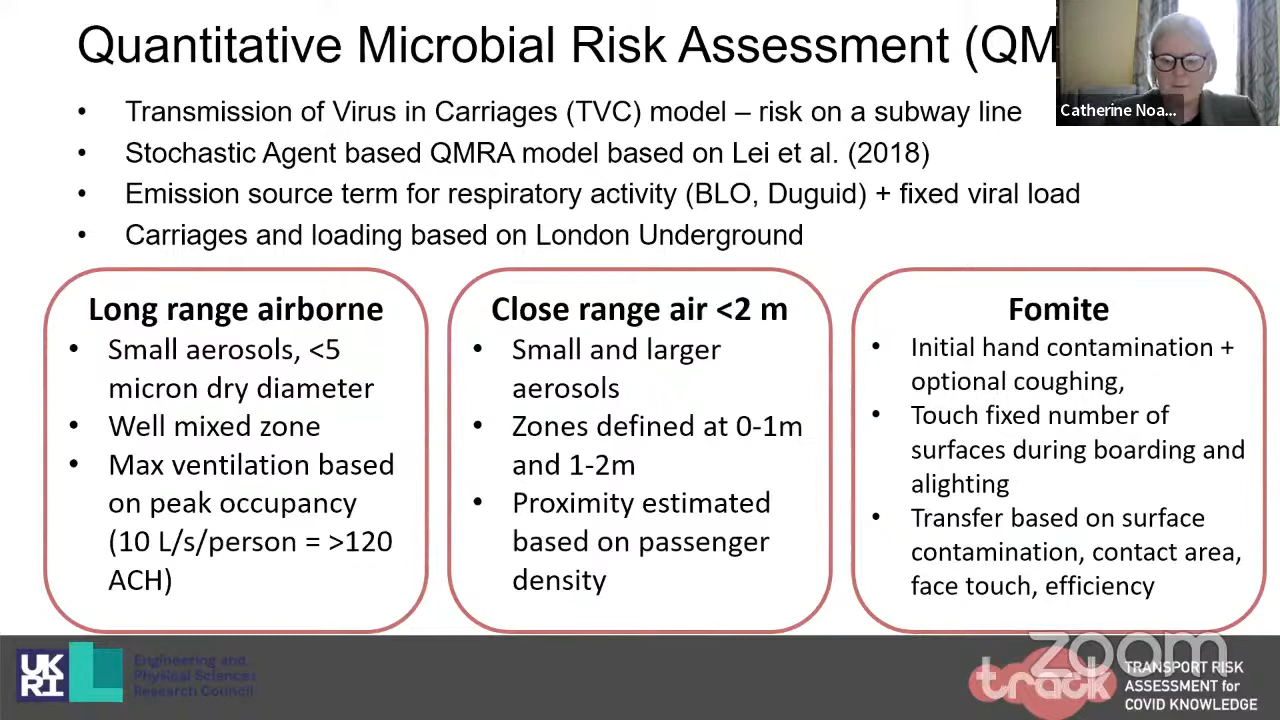 Quantitative Microbial Risk Assessment (QM
Catherine Noa...
• Transmission of Virus in Carriages (TVC) model – risk on a subway line
• Stochastic Agent based QMRA model based on Lei et al. (2018)
• Emission source term for respiratory activity (BLO, Duguid) + fixed viral load
• Carriages and loading based on London Underground
Long range airborne
• Small aerosols, <5
micron dry diameter
• Well mixed zone
• Max ventilation based
on peak occupancy
(10 L/s/person = >120
ACH)
Close range air <2 m
• Small and larger
aerosols
• Zones defined at 0-1m
and 1-2m
• Proximity estimated
based on passenger
density
Fomite
• Initial hand contamination +
optional coughing,
• Touch fixed number of
surfaces during boarding and
alighting
• Transfer based on surface
contamination, contact area,
face touch, efficiency
UK
RI
Engineering and
Physical Sciences
Research Council
zoom
track
TRANSPORT RISK
ASSESSMENT for
COVID KNOWLEDGE